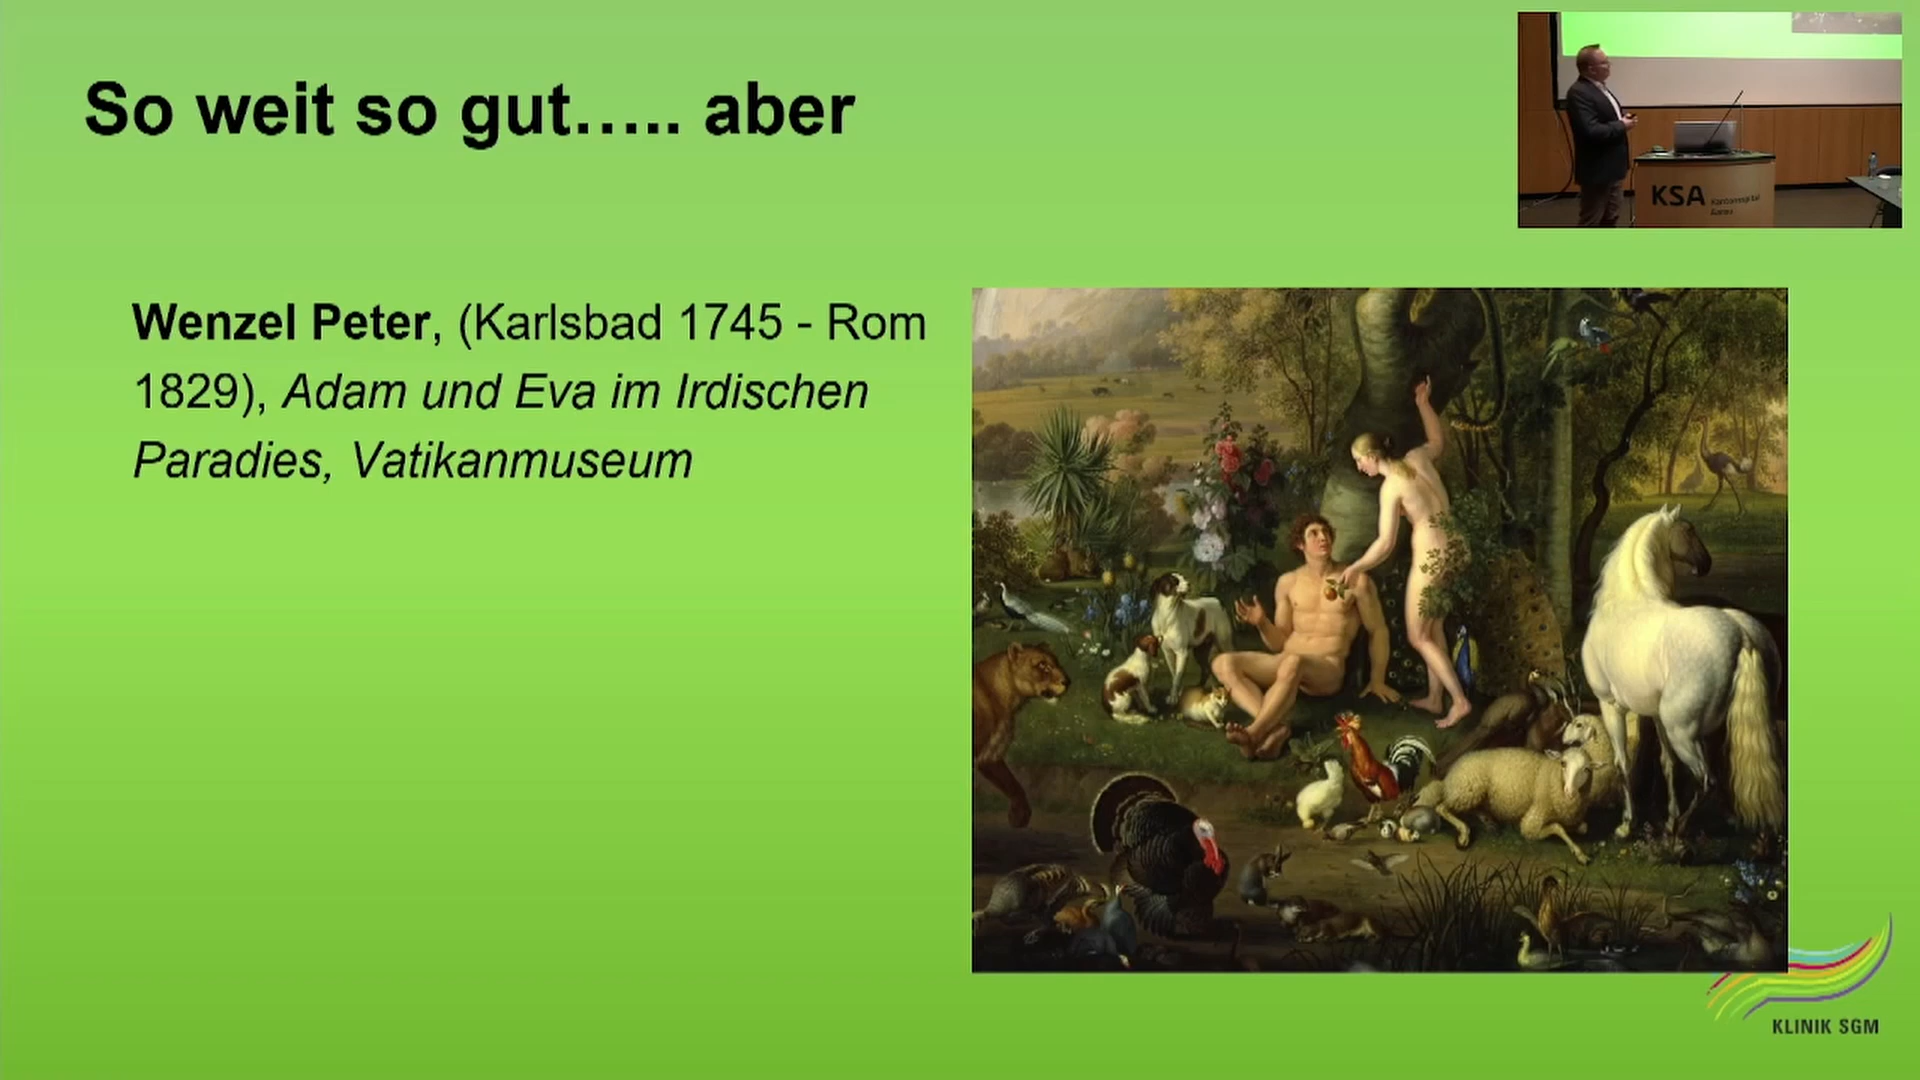 So weit so gut….. aber
Wenzel Peter, (Karlsbad 1745 - Rom
1829), Adam und Eva im Irdischen
Paradies, Vatikanmuseum
KSA
KLINIK SGM